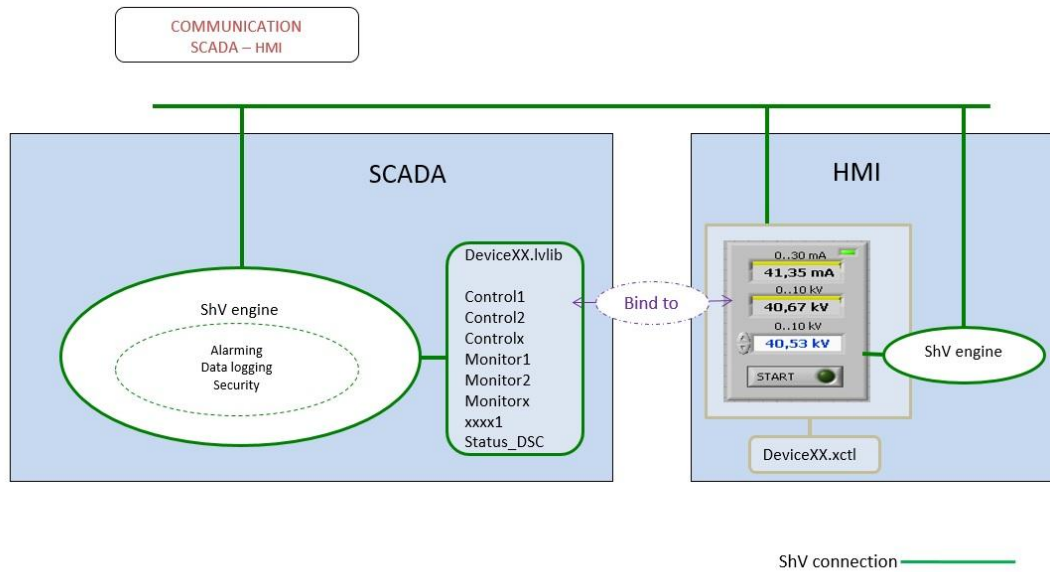 COMMUNICATION
SCADA – HMI
SCADA
ShV engine
Alarming
Data logging
Security
DeviceXX.lvlib
Control1
Control2
Controlx
Monitor1
Monitor2
Monitorx
xxxx1
Status_DSC
Bind to
HMI
0..30 mA
41,35 mA
0..10 kV
40,67 kV
0..10 kV
40,53 kV
START
ShV engine
DeviceXX.xctl
ShV connection